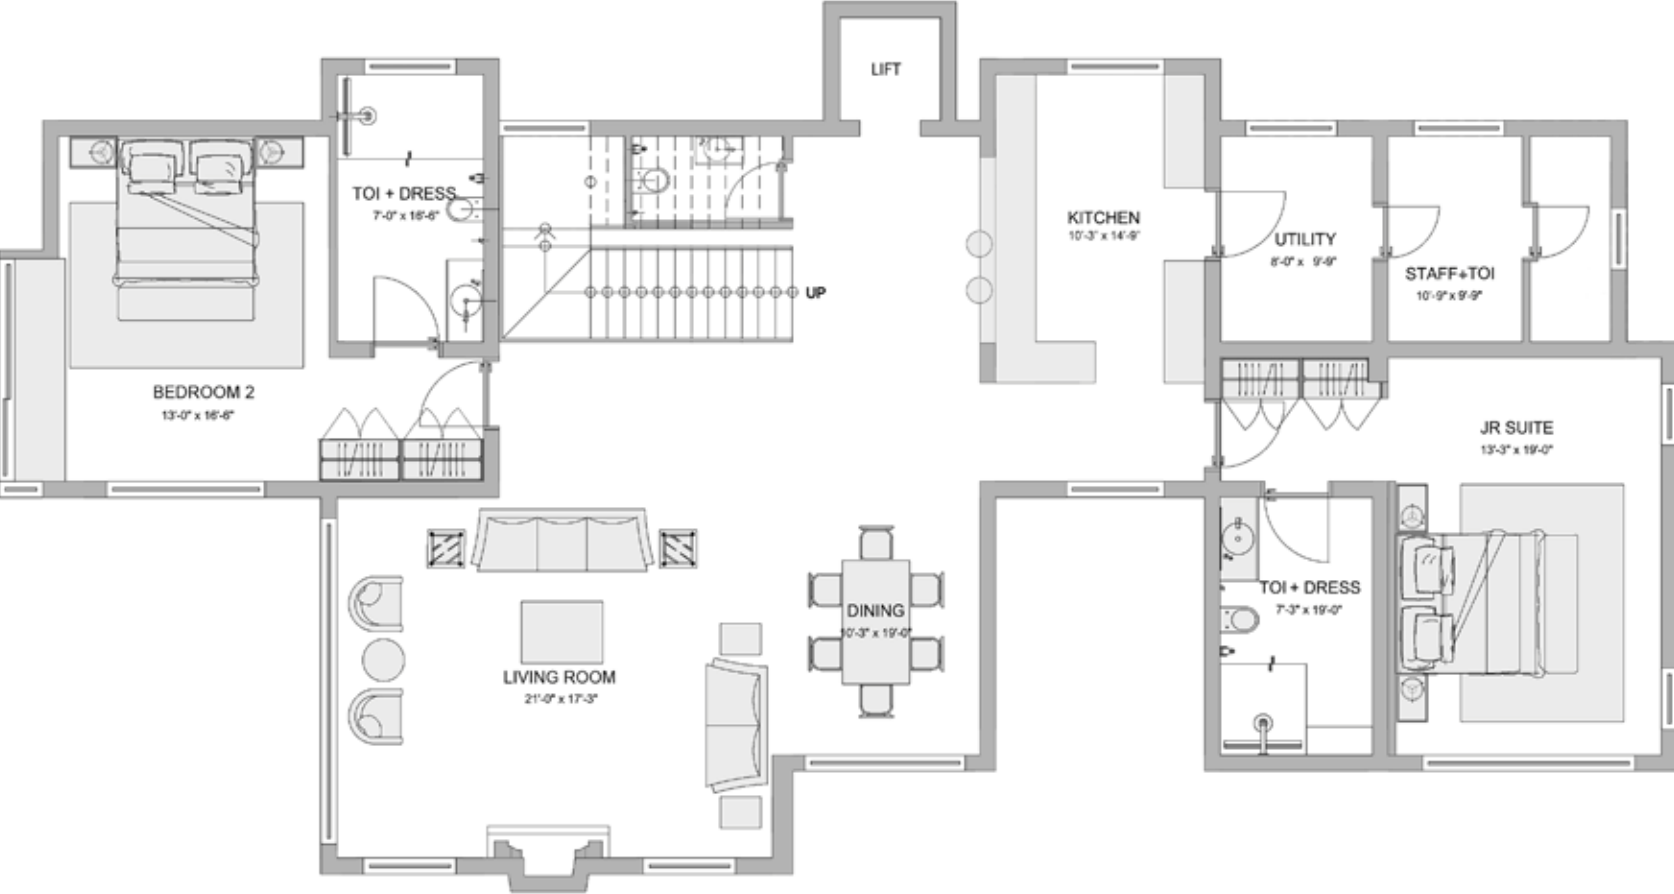 LIFT
TOI + DRESS
7'-0" x 16'-6"
KITCHEN
10'-3" x 14'-9"
UTILITY
8'-0" x 9'-9"
STAFF+TOI
10'-9" x 9'-9"
UP
BEDROOM 2
13'-0" x 16'-6"
JR SUITE
13'-3" x 19'-0"
TOI + DRESS
7'-3" x 19'-0"
DINING
10'-3" x 19'-0"
LIVING ROOM
21'-0" x 17'-3"